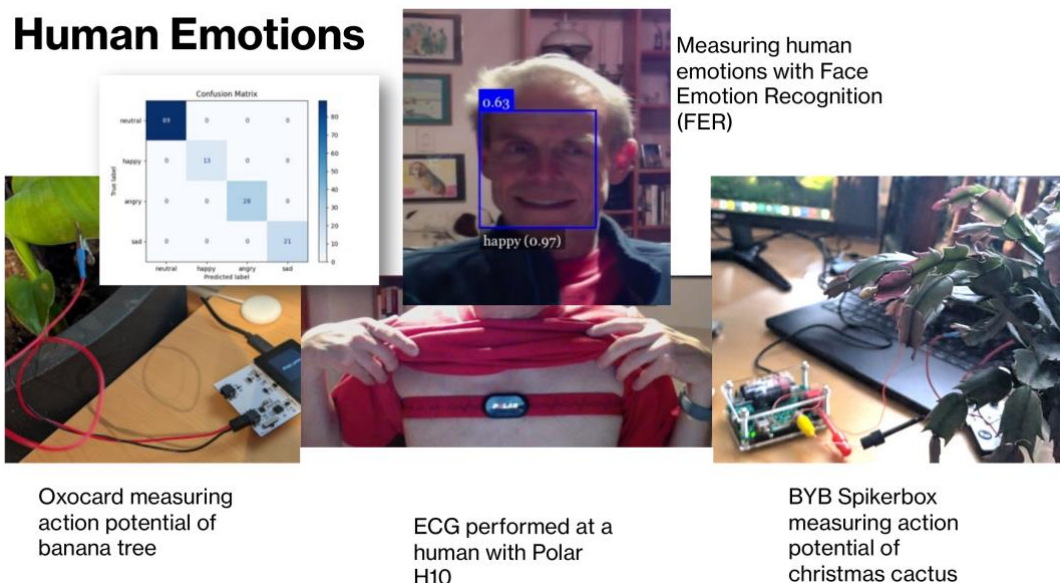 Human Emotions
Measuring human
emotions with Face
Emotion Recognition
(FER)
Confusion Matrix
True label
neutral
happy
angry
sad
89 0 0 0
0 13 0 0
0 0 28 0
0 0 0 21
neutral happy angry sad
Predicted label
80
70
60
50
40
30
20
10
0
0.63
happy (0.97)
POLAR
Oxocard measuring
action potential of
banana tree
ECG performed at a
human with Polar
H10
BYB Spikerbox
measuring action
potential of
christmas cactus